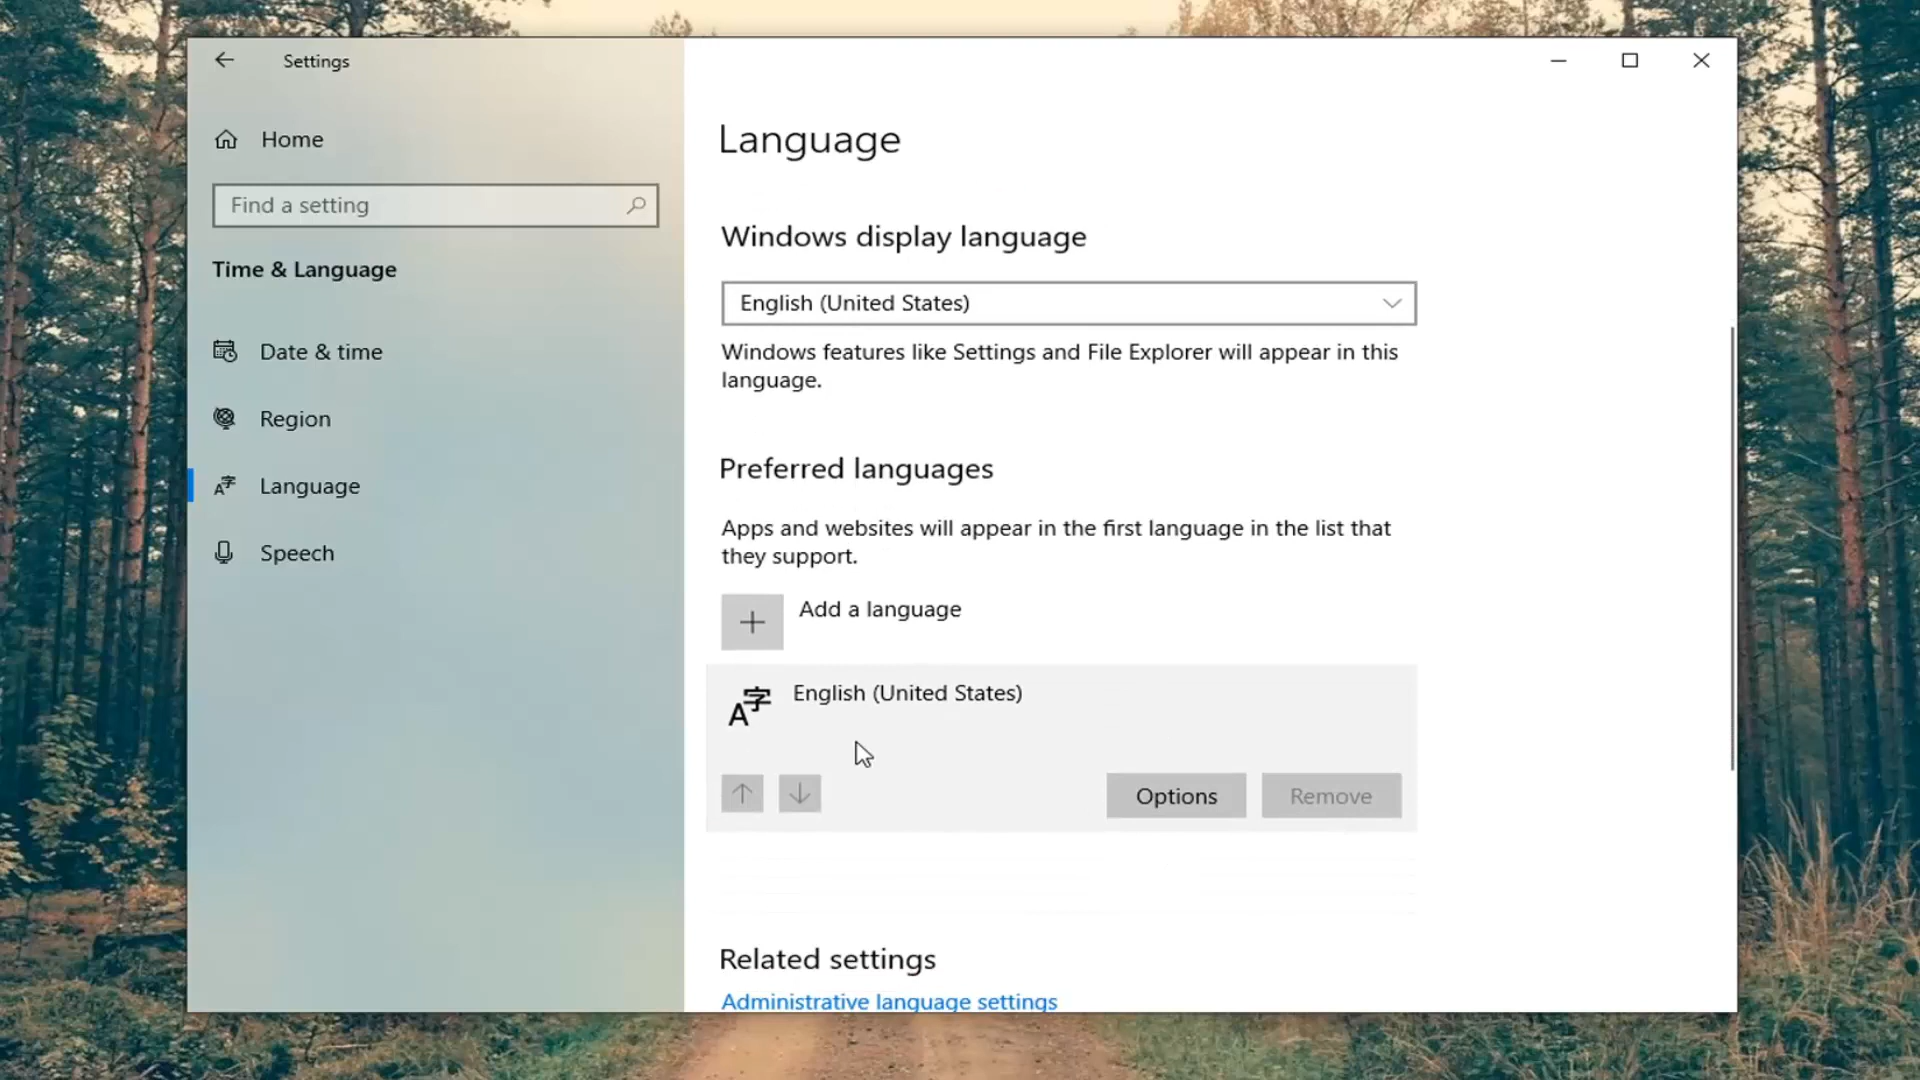 Settings
Home
Find a setting
Time & Language
Date & time
Region
Language
Speech
Language
Windows display language
English (United States)
Windows features like Settings and File Explorer will appear in this
language.
Preferred languages
Apps and websites will appear in the first language in the list that
they support.
Add a language
English (United States)
Options
Remove
Related settings
Administrative language settings